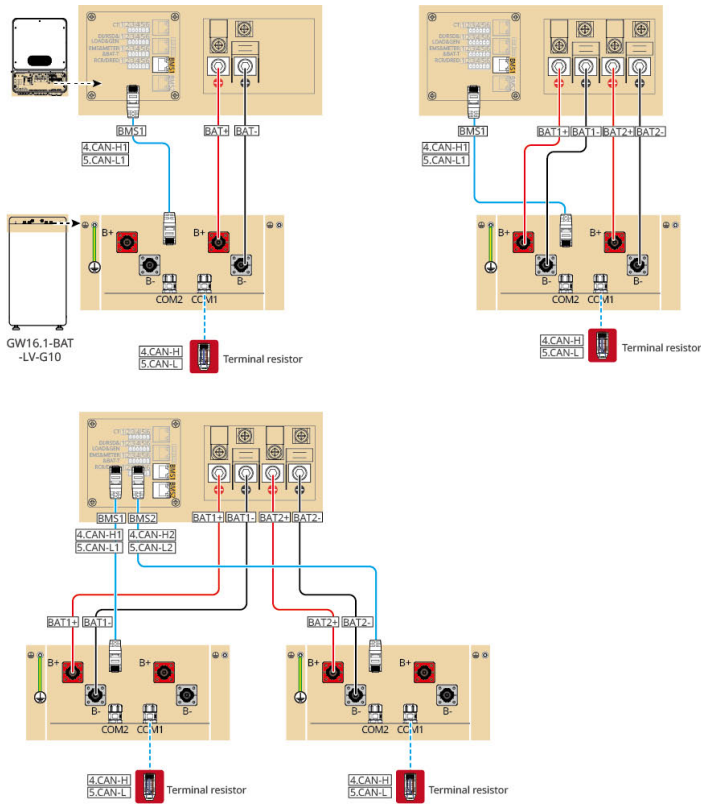 BMS1
BMS1
BAT+
BAT-
4.CAN-H1
5.CAN-L1
B+
B+
B-
B-
COM2
COM1
GW16.1-BAT
-LV-G10
4.CAN-H
5.CAN-L
Terminal resistor
BMS1
BMS1
BAT1+
BAT1-
BAT2+
BAT2-
4.CAN-H1
5.CAN-L1
B+
B+
B-
B-
COM2
COM1
4.CAN-H
5.CAN-L
Terminal resistor
BMS1
BMS2
BMS1
BMS2
BAT1+
BAT1-
BAT2+
BAT2-
4.CAN-H1
4.CAN-H2
5.CAN-L1
5.CAN-L2
BAT1+
BAT1-
BAT2+
BAT2-
B+
B+
B-
B-
COM2
COM1
4.CAN-H
5.CAN-L
Terminal resistor
B+
B+
B-
B-
COM2
COM1
4.CAN-H
5.CAN-L
Terminal resistor